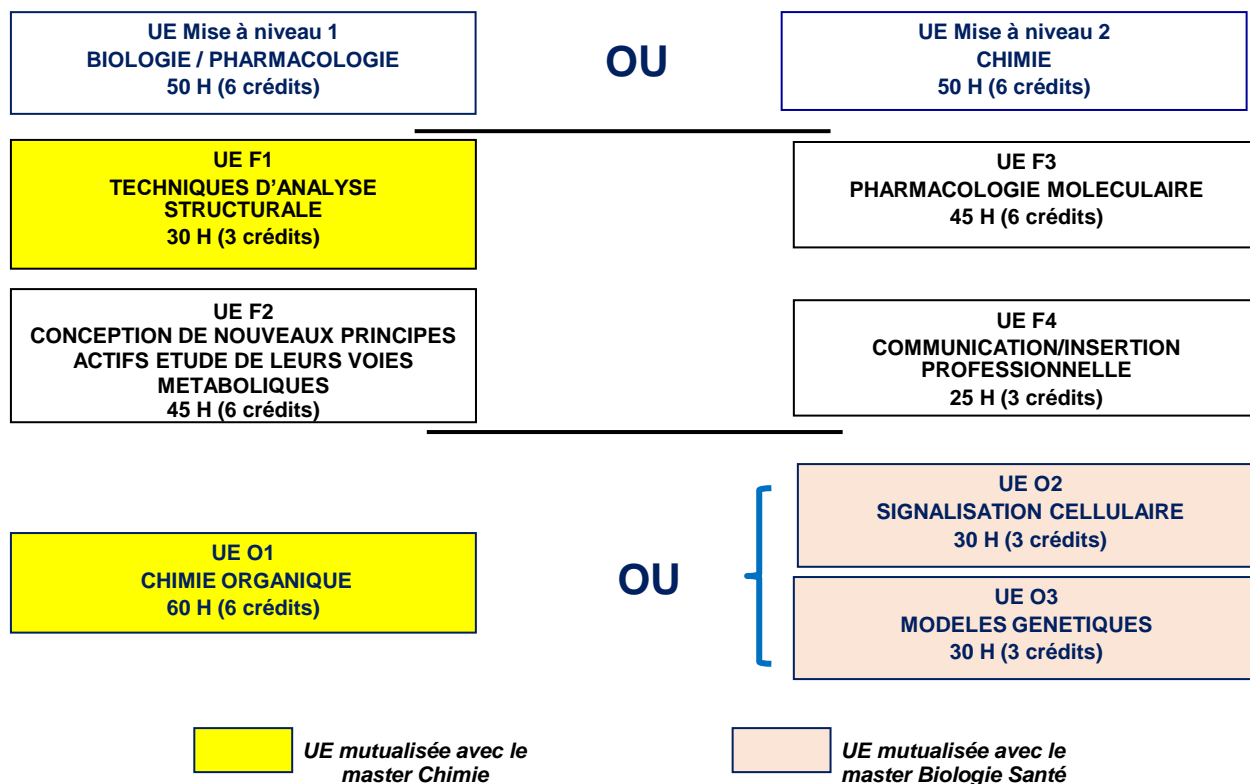 UE Mise à niveau 1
BIOLOGIE / PHARMACOLOGIE
50 H (6 crédits)
OU
UE Mise à niveau 2
CHIMIE
50 H (6 crédits)
UE F1
TECHNIQUES D'ANALYSE
STRUCTURALE
30 H (3 crédits)
UE F3
PHARMACOLOGIE MOLECULAIRE
45 H (6 crédits)
UE F2
CONCEPTION DE NOUVEAUX PRINCIPES
ACTIFS ETUDE DE LEURS VOIES
METABOLIQUES
45 H (6 crédits)
UE F4
COMMUNICATION/INSERTION
PROFESSIONNELLE
25 H (3 crédits)
UE O1
CHIMIE ORGANIQUE
60 H (6 crédits)
OU
UE O2
SIGNALISATION CELLULAIRE
30 H (3 crédits)
UE O3
MODELES GENETIQUES
30 H (3 crédits)
UE mutualisée avec le
master Chimie
UE mutualisée avec le
master Biologie Santé